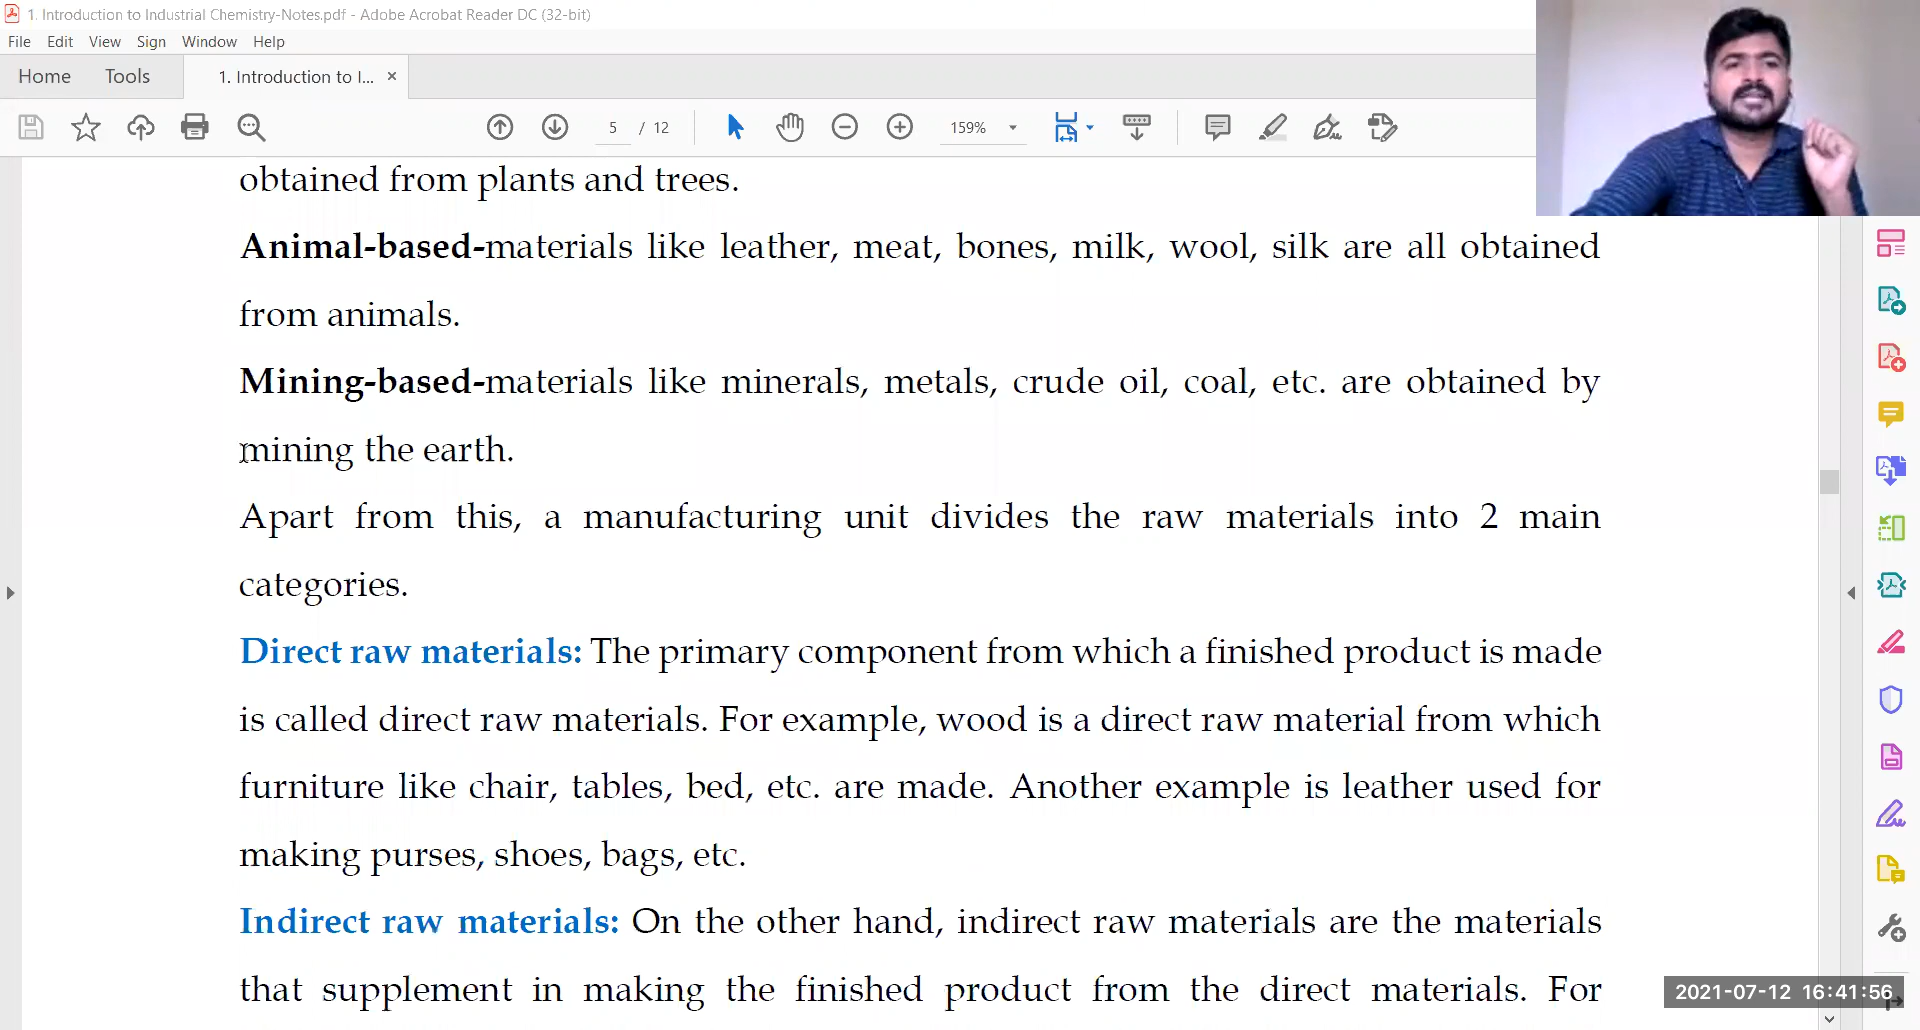 1. Introduction to Industrial Chemistry-Notes.pdf - Adobe Acrobat Reader DC (32-bit)
File Edit View Sign Window Help
Home Tools 1. Introduction to I... ×
5 / 12 159%
obtained from plants and trees.
Animal-based-materials like leather, meat, bones, milk, wool, silk are all obtained
from animals.
Mining-based-materials like minerals, metals, crude oil, coal, etc. are obtained by
mining the earth.
Apart from this, a manufacturing unit divides the raw materials into 2 main
categories.
Direct raw materials: The primary component from which a finished product is made
is called direct raw materials. For example, wood is a direct raw material from which
furniture like chair, tables, bed, etc. are made. Another example is leather used for
making purses, shoes, bags, etc.
Indirect raw materials: On the other hand, indirect raw materials are the materials
that supplement in making the finished product from the direct materials. For
2021-07-12 16:41:56